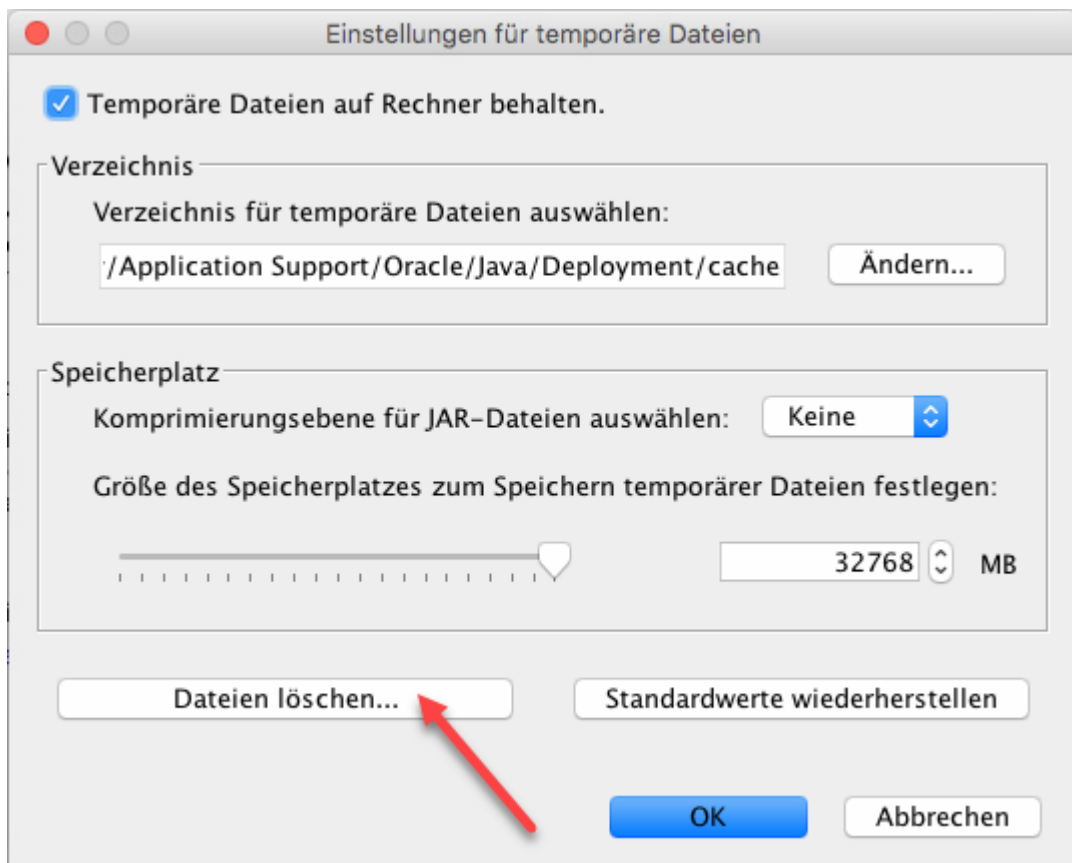 Einstellungen für temporäre Dateien
Temporäre Dateien auf Rechner behalten.
Verzeichnis
Verzeichnis für temporäre Dateien auswählen:
/Application Support/Oracle/Java/Deployment/cache
Ändern...
Speicherplatz
Komprimierungsebene für JAR-Dateien auswählen:
Keine
Größe des Speicherplatzes zum Speichern temporärer Dateien festlegen:
32768
MB
Dateien löschen...
Standardwerte wiederherstellen
OK
Abbrechen